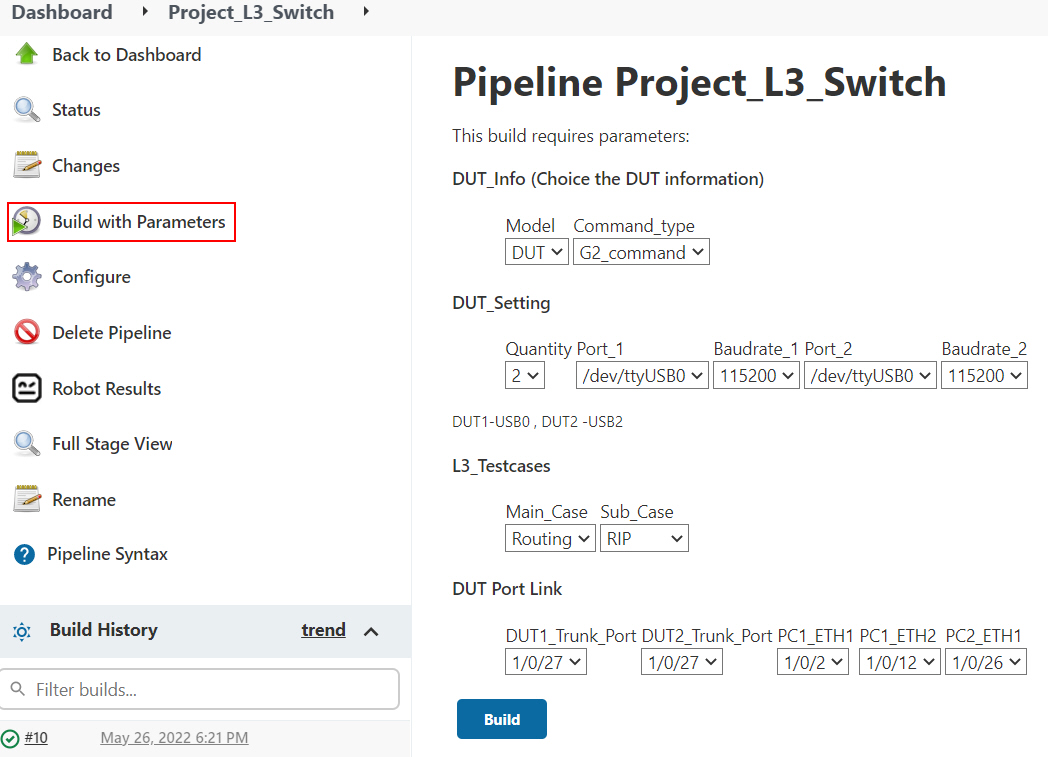 Dashboard Project_L3_Switch
Back to Dashboard
Status
Changes
Build with Parameters
Configure
Delete Pipeline
Robot Results
Full Stage View
Rename
Pipeline Syntax
Build History trend
Filter builds...
#10 May 26, 2022 6:21 PM
Pipeline Project_L3_Switch
This build requires parameters:
DUT_Info (Choice the DUT information)
Model Command_type
DUT G2_command
DUT_Setting
Quantity Port_1 Baudrate_1 Port_2 Baudrate_2
2 /dev/ttyUSB0 115200 /dev/ttyUSB0 115200
DUT1-USB0 , DUT2 -USB2
L3_Testcases
Main_Case Sub_Case
Routing RIP
DUT Port Link
DUT1_Trunk_Port DUT2_Trunk_Port PC1_ETH1 PC1_ETH2 PC2_ETH1
1/0/27 1/0/27 1/0/2 1/0/12 1/0/26
Build